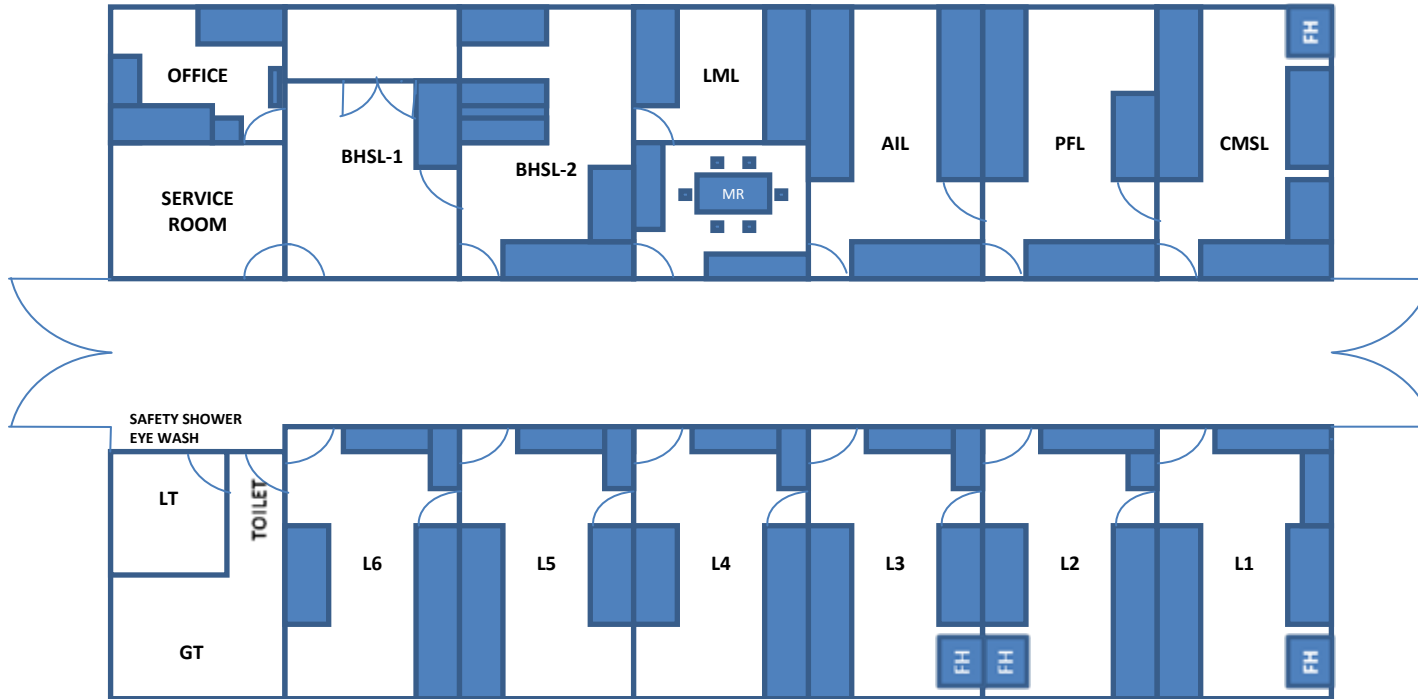 FH
OFFICE
LML
BHSL-1
BHSL-2
AIL
PFL
CMSL
SERVICE
ROOM
MR
SAFETY SHOWER
EYE WASH
LT
TOILET
L6
L5
L4
L3
L2
L1
GT
FH
FH
FH